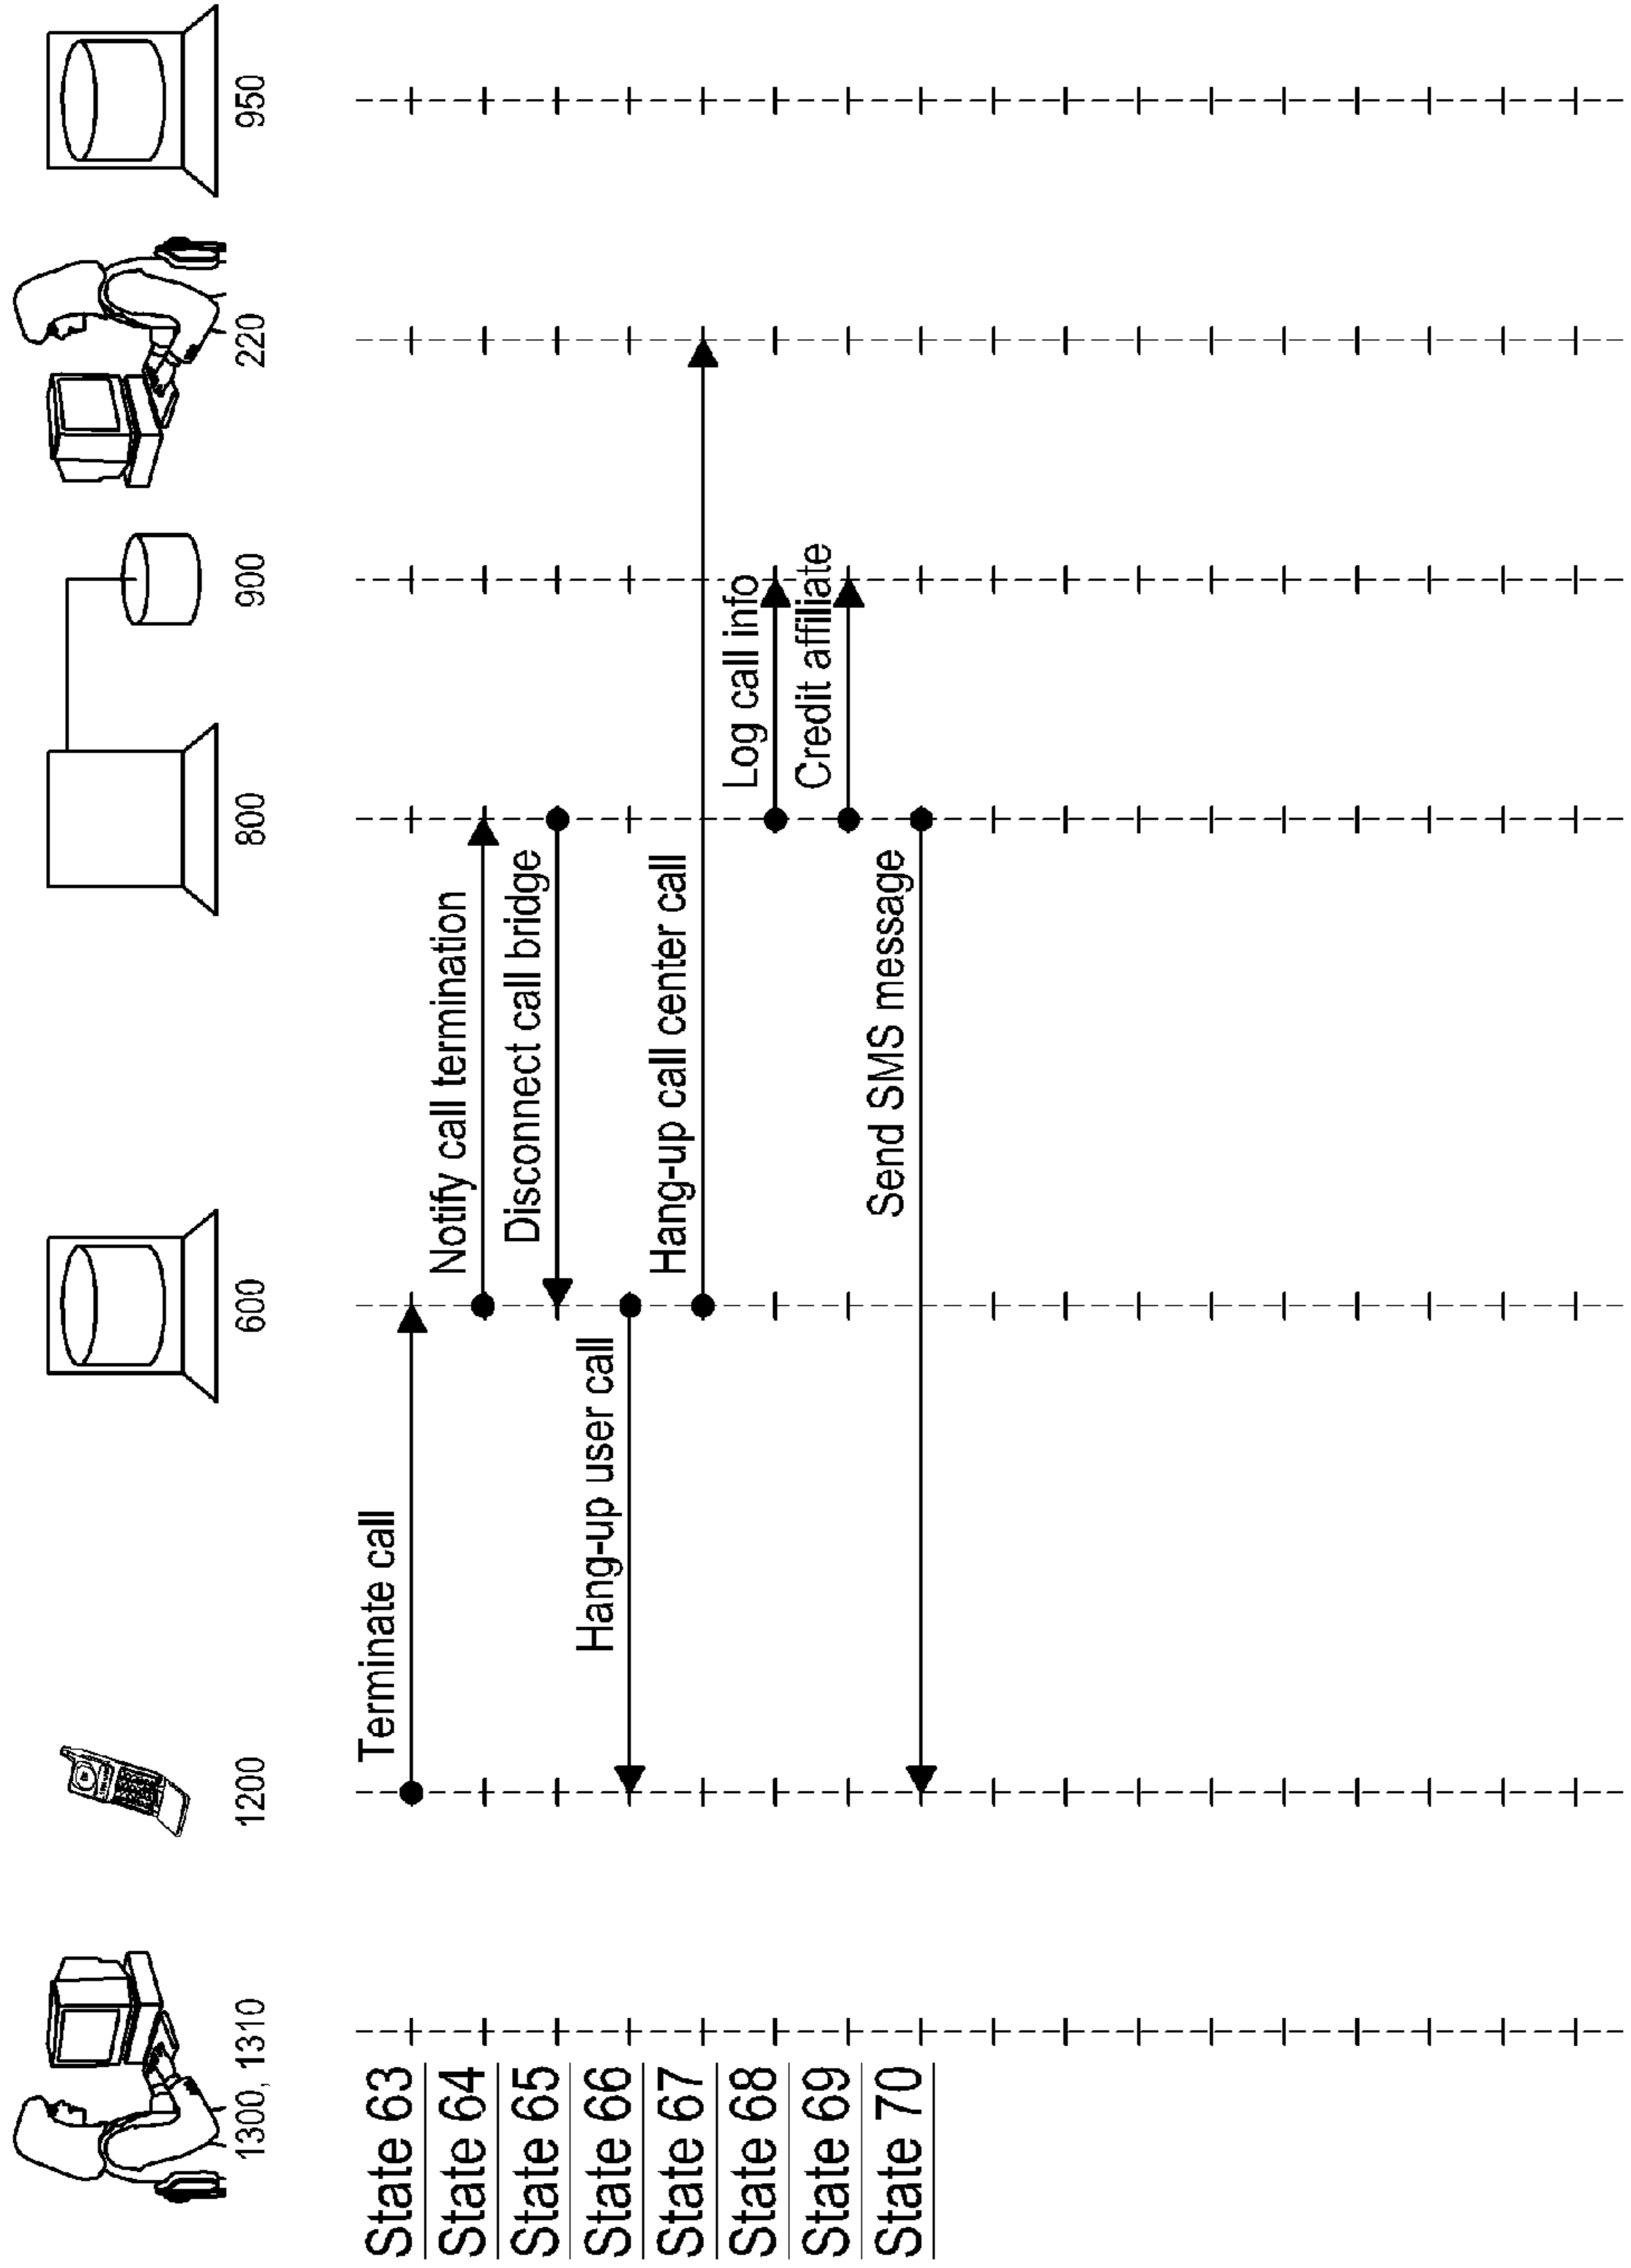 1300, 1310
1200
600
800
900
220
950
State 63
Terminate call
State 64
Notify call termination
State 65
Disconnect call bridge
State 66
Hang-up user call
State 67
Hang-up call center call
State 68
Log call info
State 69
Credit affiliate
State 70
Send SMS message